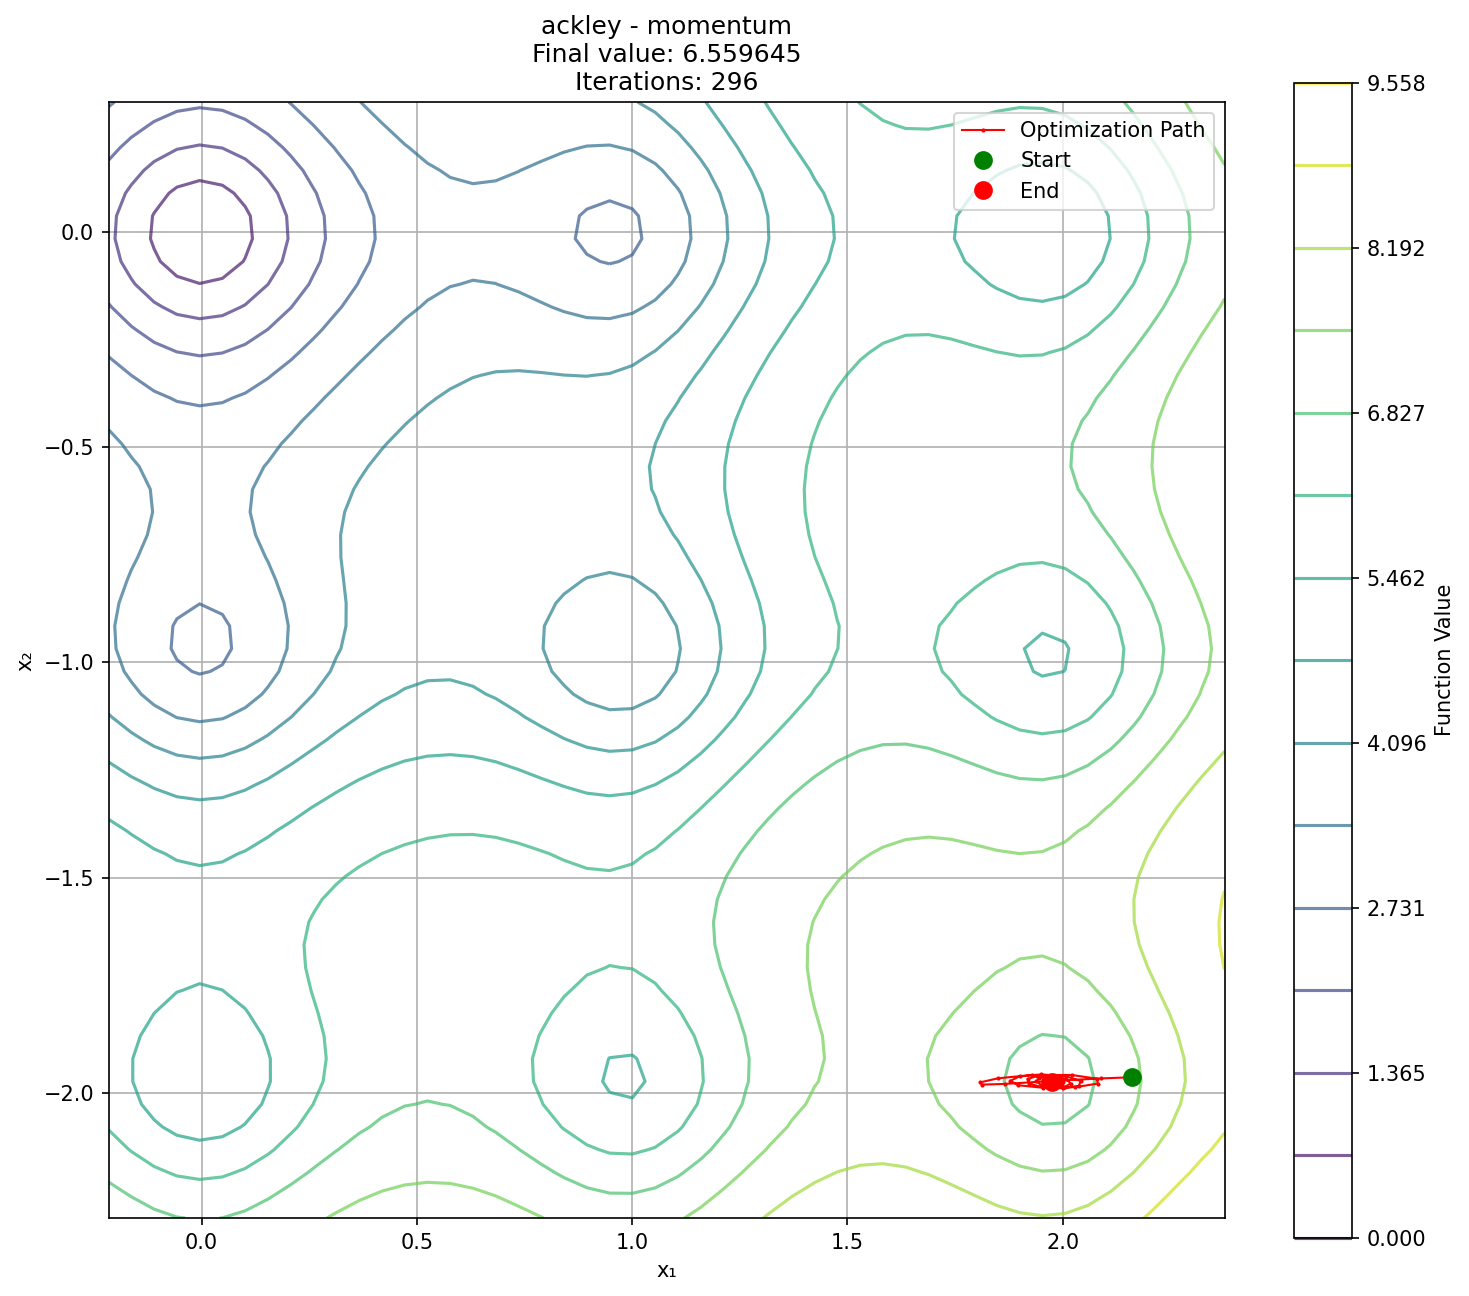 ackley - momentum
Final value: 6.559645
Iterations: 296
Optimization Path
Start
End
0.0
−0.5
−1.0
−1.5
−2.0
x₂
0.0
0.5
1.0
1.5
2.0
x₁
9.558
8.192
6.827
5.462
4.096
2.731
1.365
0.000
Function Value